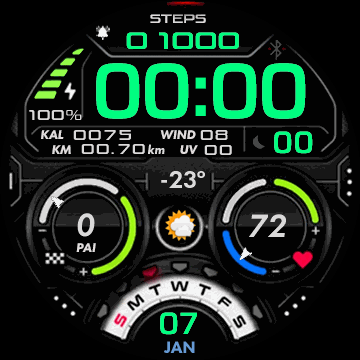 STEPS
0 1000
00:00
100%
KAL 0075 WIND 08
KM 00.70km UV 00
00
-23°
0
PAI
72
- +
+ -
S M T W T F S
07
JAN